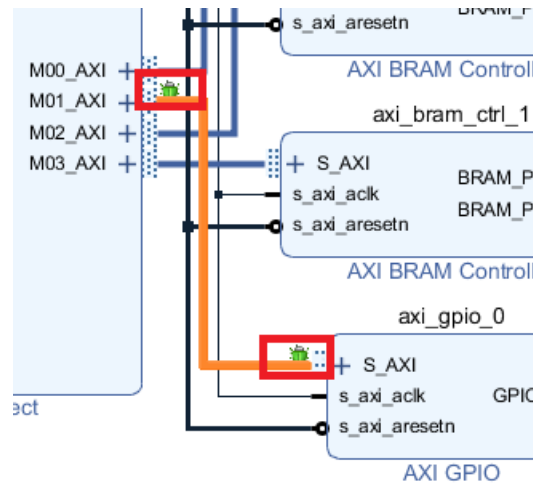 s_axi_aresetn
AXI BRAM Controll
M00_AXI
M01_AXI
M02_AXI
M03_AXI
axi_bram_ctrl_1
S_AXI
s_axi_aclk
s_axi_aresetn
BRAM_P
BRAM_P
AXI BRAM Controll
axi_gpio_0
S_AXI
s_axi_aclk
s_axi_aresetn
GPIO
AXI GPIO
ect